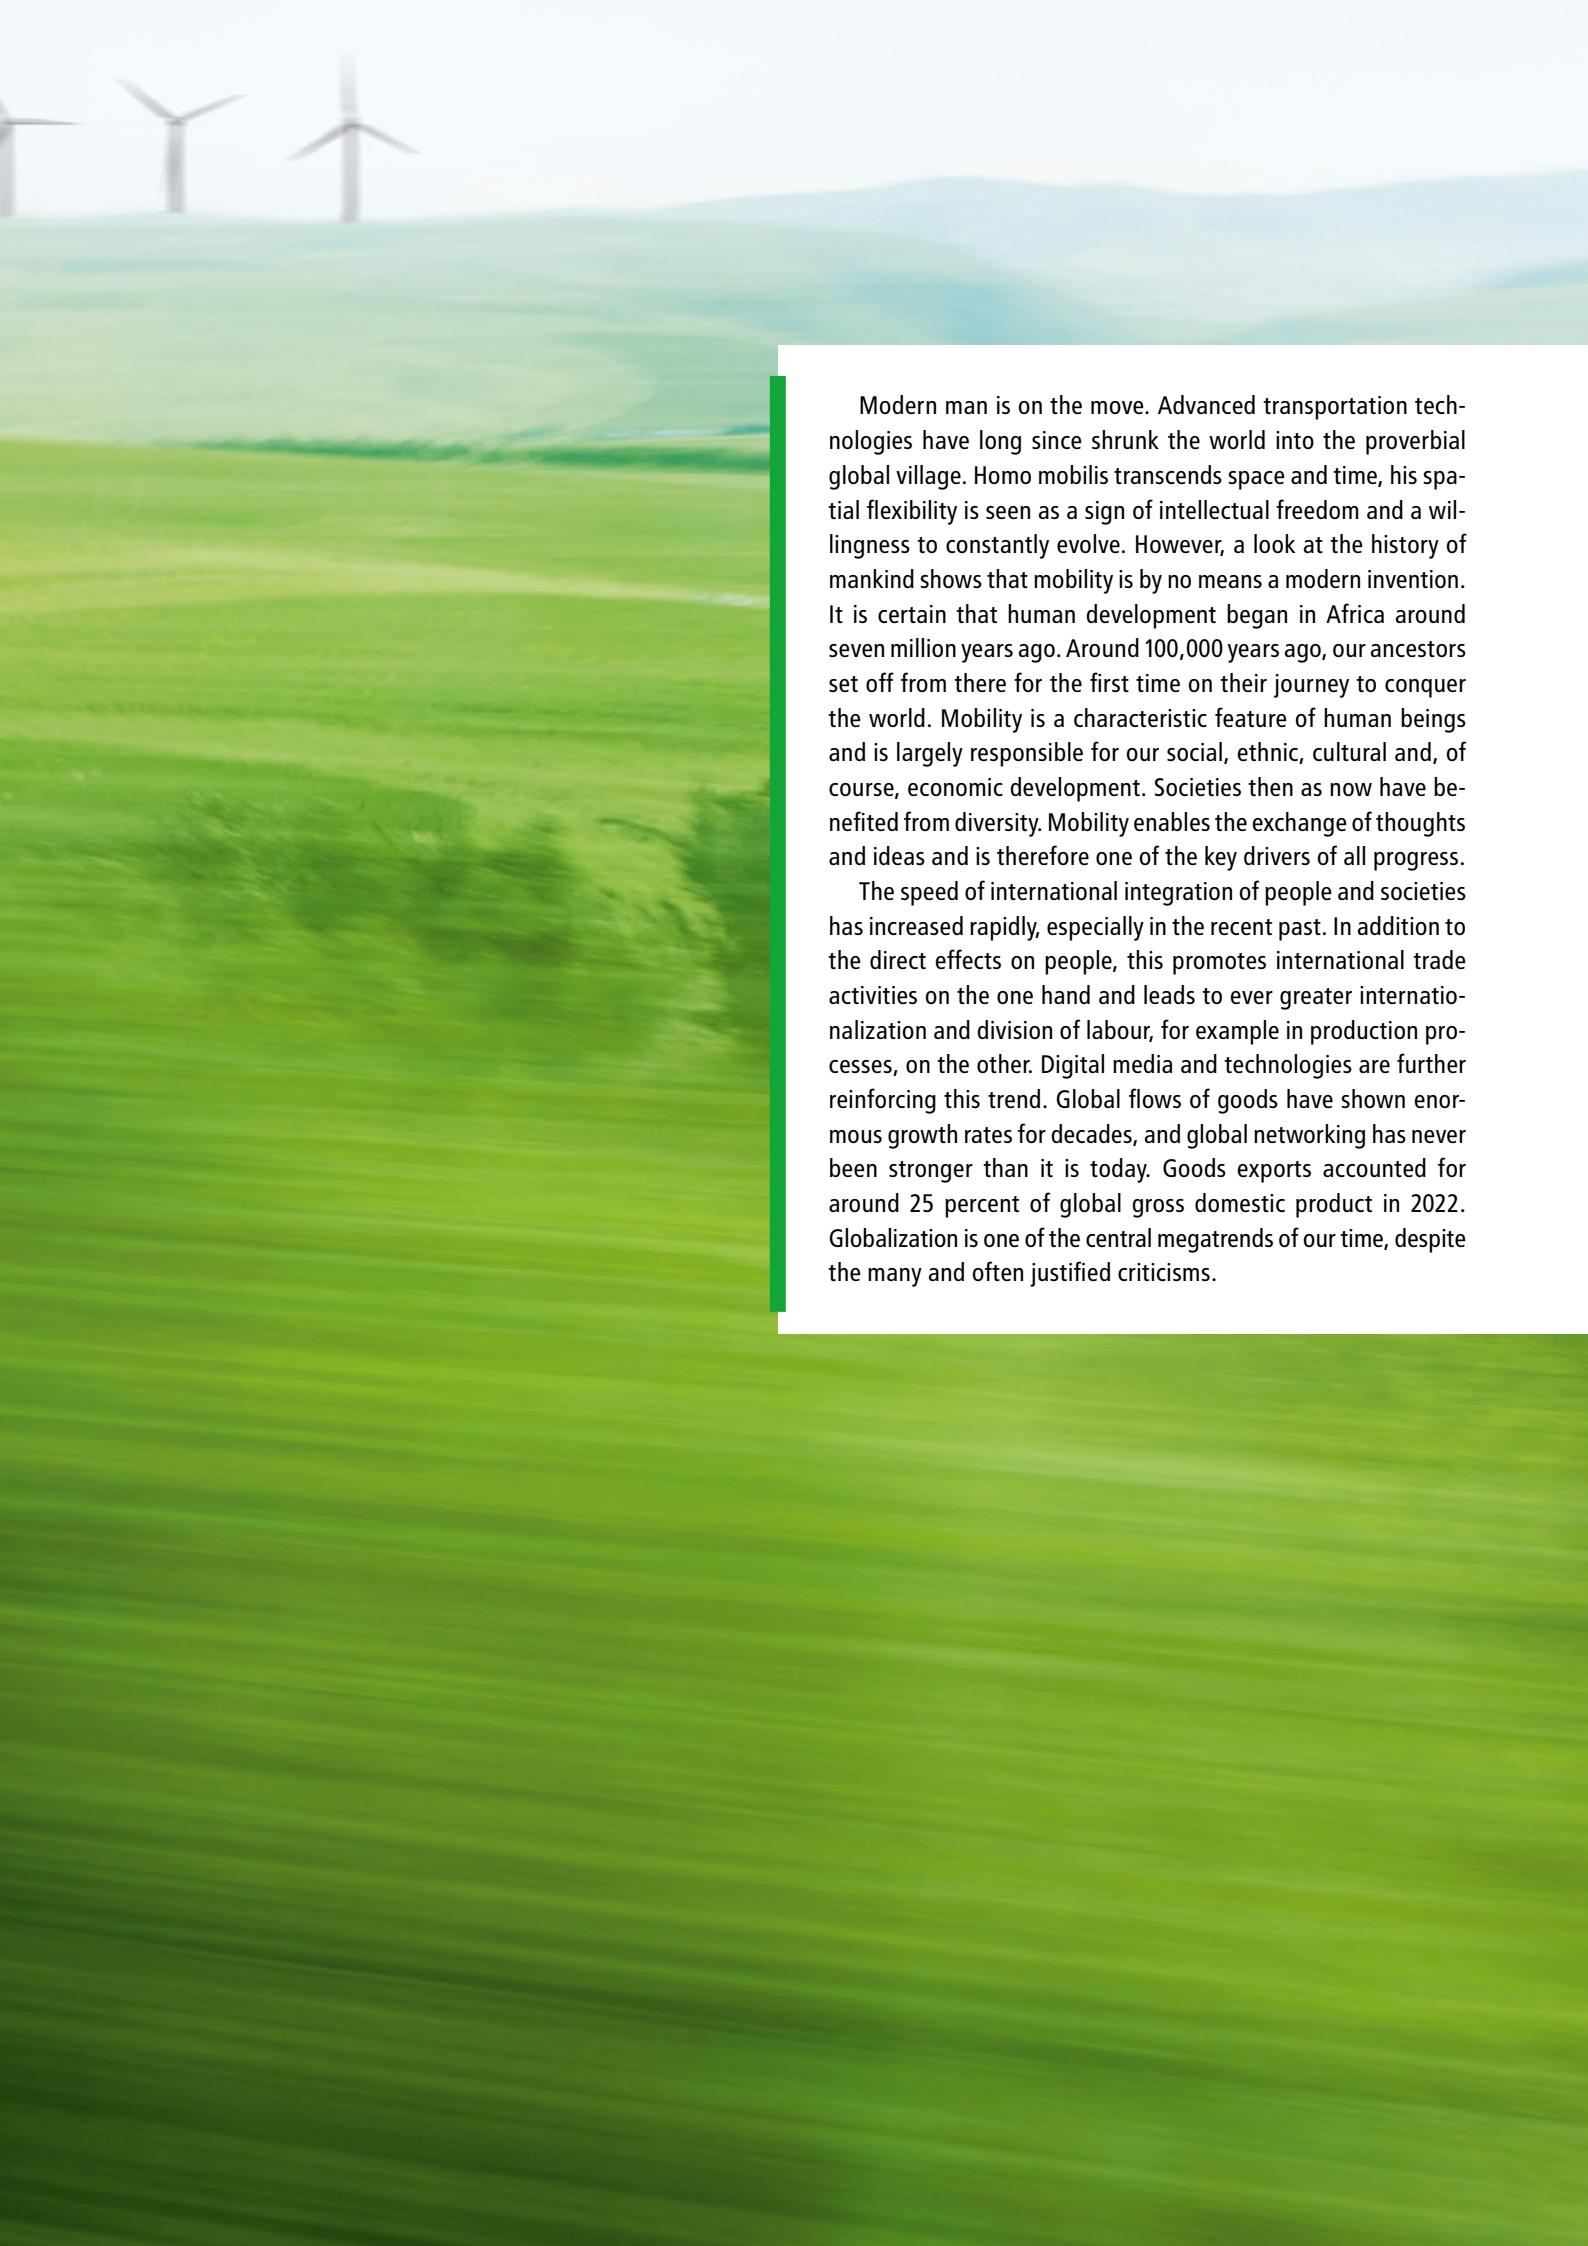 Modern man is on the move. Advanced transportation tech-
nologies have long since shrunk the world into the proverbial
global village. Homo mobilis transcends space and time, his spa-
tial flexibility is seen as a sign of intellectual freedom and a wil-
lingness to constantly evolve. However, a look at the history of
mankind shows that mobility is by no means a modern invention.
It is certain that human development began in Africa around
seven million years ago. Around 100,000 years ago, our ancestors
set off from there for the first time on their journey to conquer
the world. Mobility is a characteristic feature of human beings
and is largely responsible for our social, ethnic, cultural and, of
course, economic development. Societies then as now have be-
nefited from diversity. Mobility enables the exchange of thoughts
and ideas and is therefore one of the key drivers of all progress.
The speed of international integration of people and societies
has increased rapidly, especially in the recent past. In addition to
the direct effects on people, this promotes international trade
activities on the one hand and leads to ever greater internatio-
nalization and division of labour, for example in production pro-
cesses, on the other. Digital media and technologies are further
reinforcing this trend. Global flows of goods have shown enor-
mous growth rates for decades, and global networking has never
been stronger than it is today. Goods exports accounted for
around 25 percent of global gross domestic product in 2022.
Globalization is one of the central megatrends of our time, despite
the many and often justified criticisms.